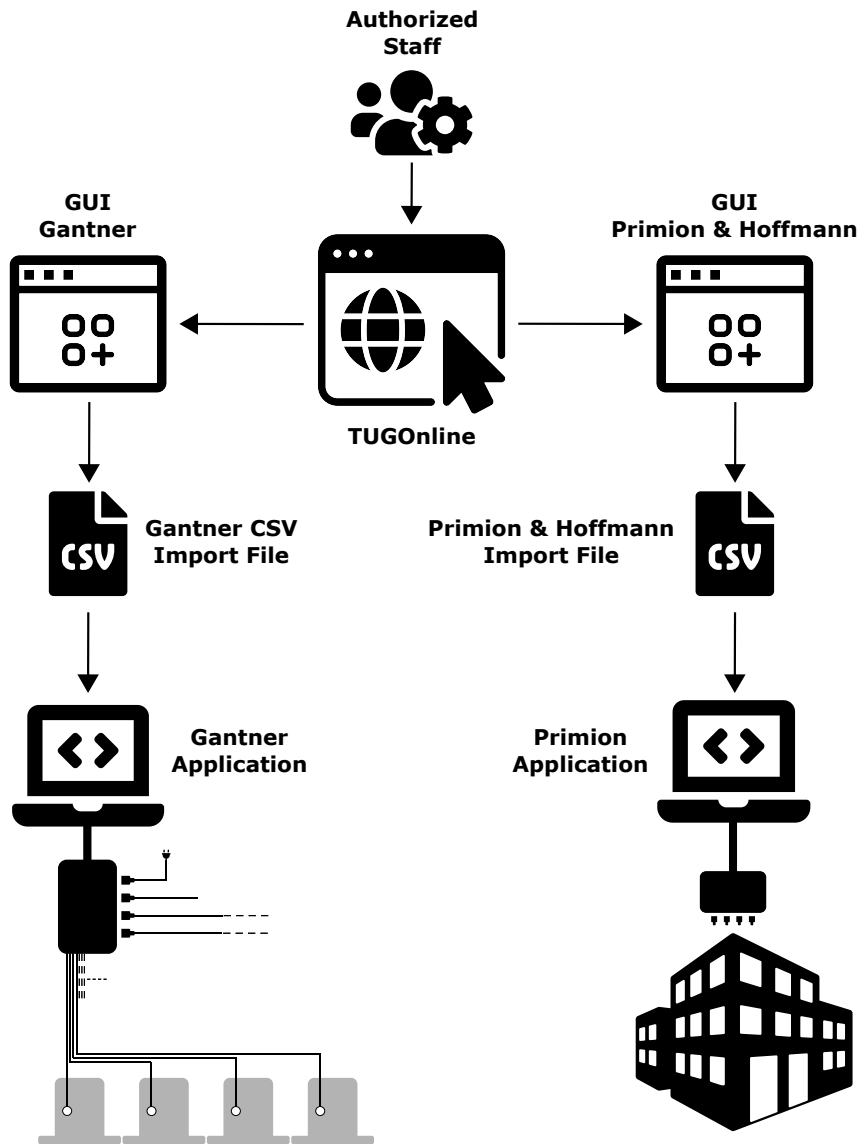 Authorized
Staff
GUI
Gantner
GUI
Primion & Hoffmann
TUGOnline
CSV
Gantner CSV
Import File
Primion & Hoffmann
Import File
CSV
Gantner
Application
Primion
Application